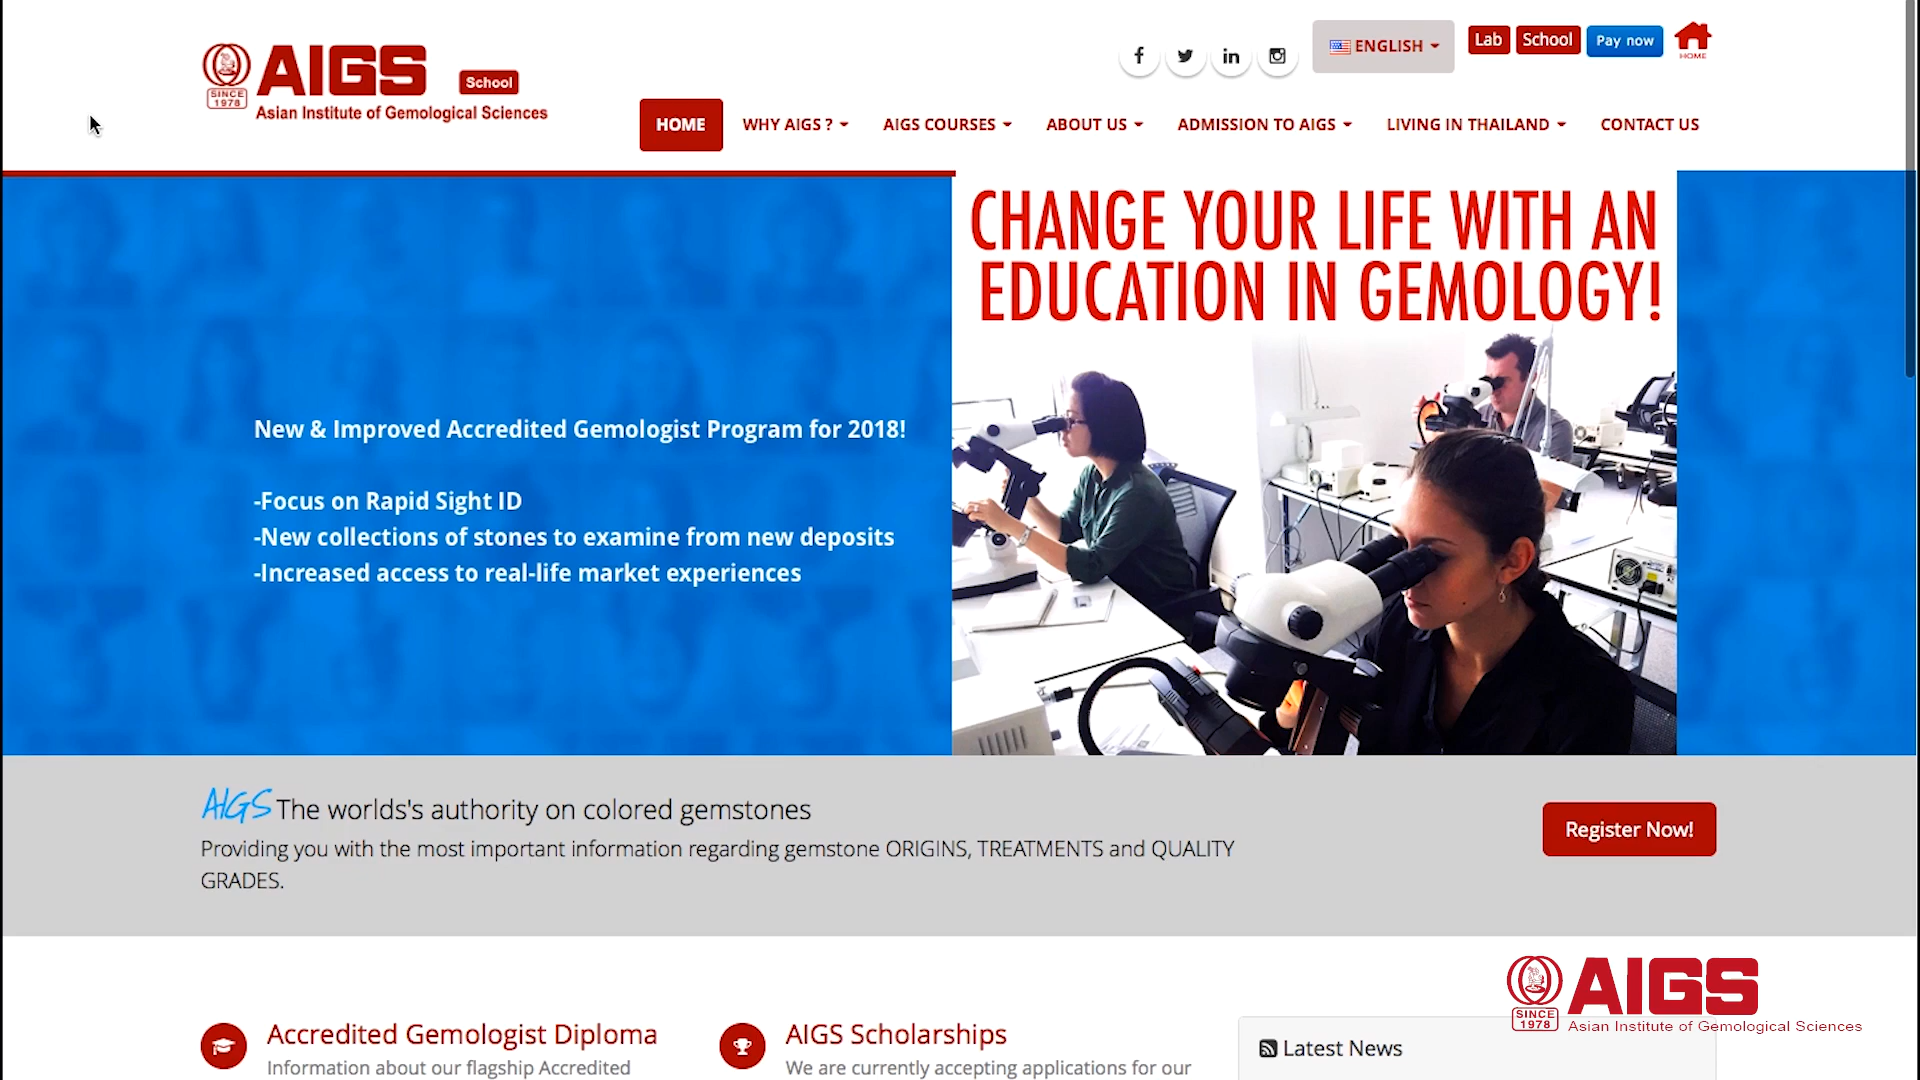 SINCE
1978
AIGS
School
Asian Institute of Gemological Sciences
ENGLISH
Lab
School
Pay now
HOME
HOME
WHY AIGS ?
AIGS COURSES
ABOUT US
ADMISSION TO AIGS
LIVING IN THAILAND
CONTACT US
CHANGE YOUR LIFE WITH AN
EDUCATION IN GEMOLOGY!
New & Improved Accredited Gemologist Program for 2018!
-Focus on Rapid Sight ID
-New collections of stones to examine from new deposits
-Increased access to real-life market experiences
AIGS The worlds's authority on colored gemstones
Providing you with the most important information regarding gemstone ORIGINS, TREATMENTS and QUALITY
GRADES.
Register Now!
Accredited Gemologist Diploma
Information about our flagship Accredited
AIGS Scholarships
We are currently accepting applications for our
Latest News
SINCE
1978
AIGS
Asian Institute of Gemological Sciences